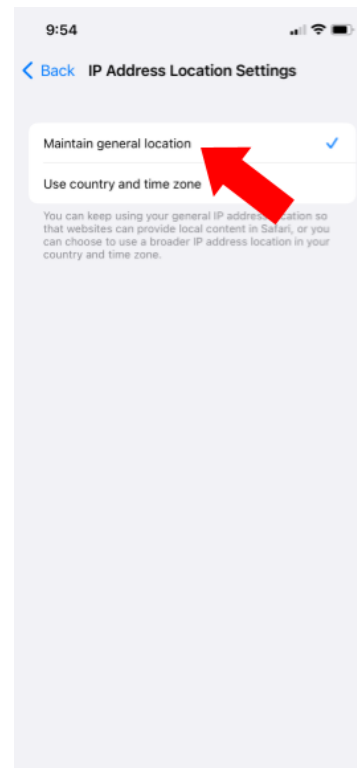 9:54
Back IP Address Location Settings
Maintain general location
Use country and time zone
You can keep using your general IP address location so
that websites can provide local content in Safari, or you
can choose to use a broader IP address location in your
country and time zone.